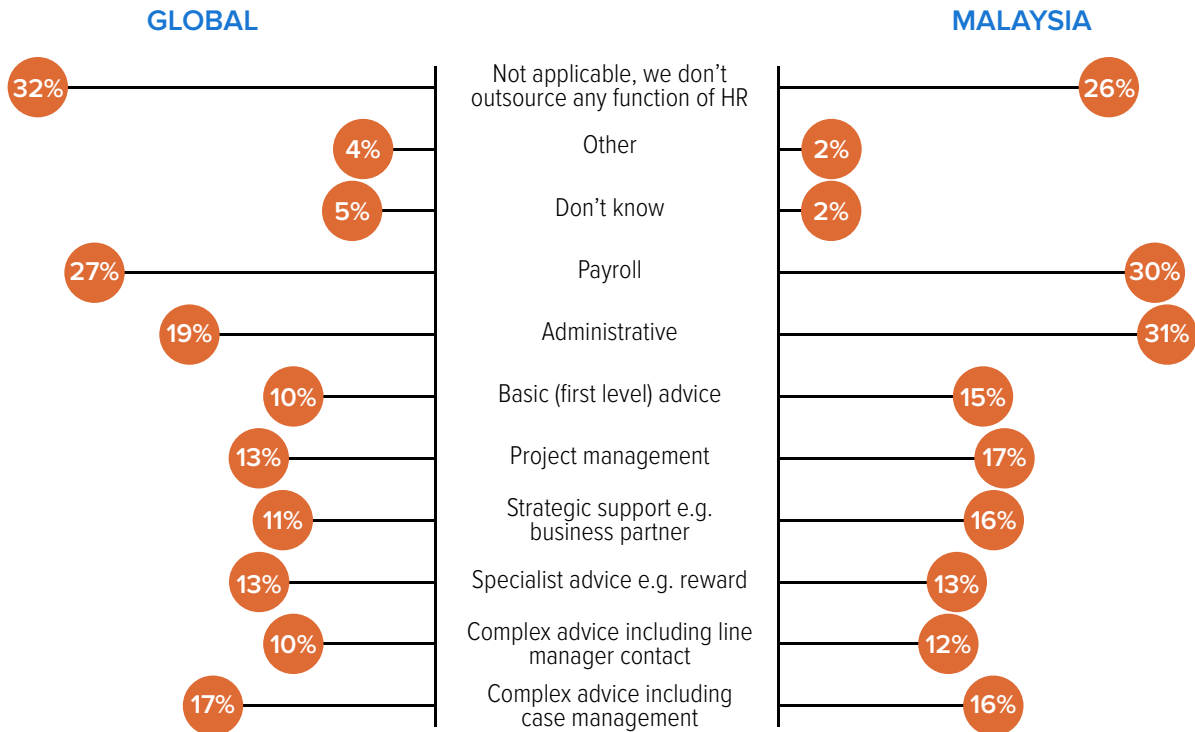 GLOBAL MALAYSIA
32% Not applicable, we don't 26%
outsource any function of HR
4% Other 2%
5% Don't know 2%
27% Payroll 30%
19% Administrative 31%
10% Basic (first level) advice 15%
13% Project management 17%
11% Strategic support e.g. 16%
business partner
13% Specialist advice e.g. reward 13%
10% Complex advice including line 12%
manager contact
17% Complex advice including 16%
case management